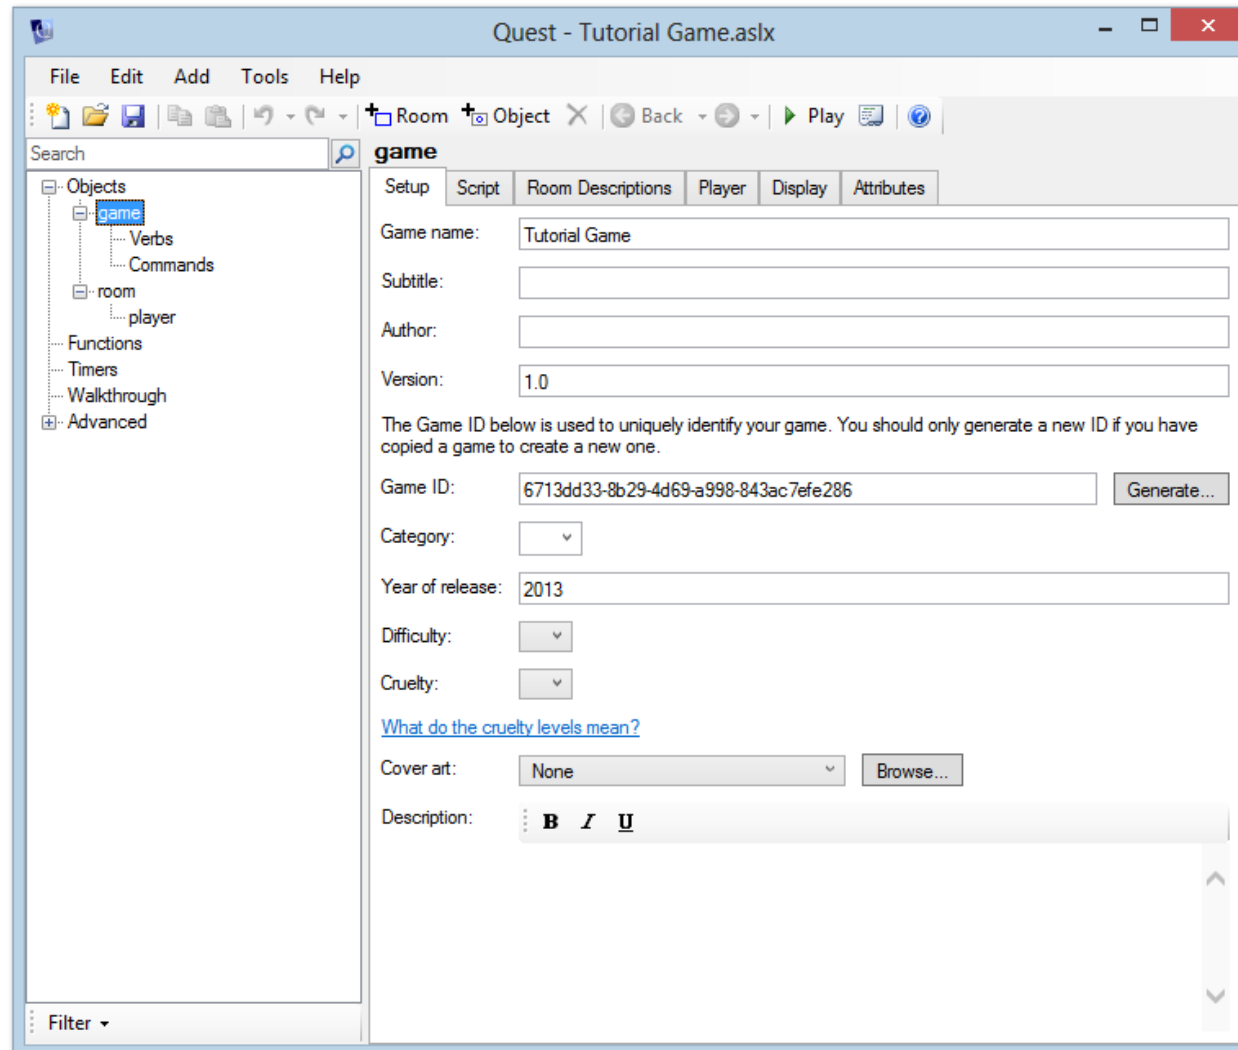 Quest - Tutorial Game.aslx
File Edit Add Tools Help
Room Object Back Play
Search
game
Objects
game
Verbs
Commands
room
player
Functions
Timers
Walkthrough
Advanced
Filter
Setup Script Room Descriptions Player Display Attributes
Game name: Tutorial Game
Subtitle:
Author:
Version: 1.0
The Game ID below is used to uniquely identify your game. You should only generate a new ID if you have
copied a game to create a new one.
Game ID: 6713dd33-8b29-4d69-a998-843ac7efe286 Generate...
Category:
Year of release: 2013
Difficulty:
Cruelty:
What do the cruelty levels mean?
Cover art: None Browse...
Description: B I U